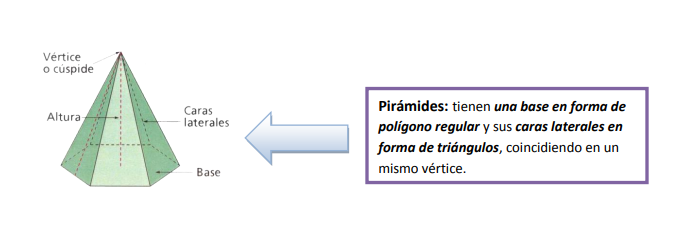 Vértice
o cúspide
Altura
Caras
laterales
Base
Pirámides: tienen una base en forma de
polígono regular y sus caras laterales en
forma de triángulos, coincidiendo en un
mismo vértice.